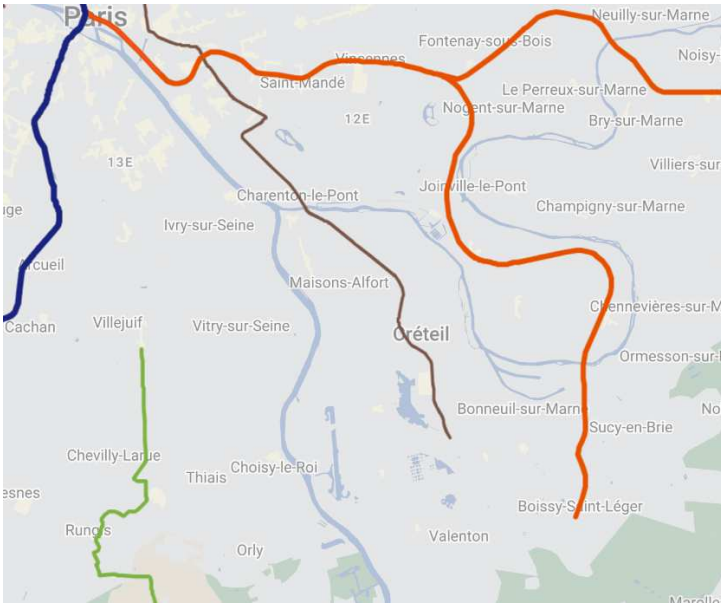 Paris
Neuilly-sur-Marne
Fontenay-sous-Bois
Noisy-
Vincennes
Saint-Mandé
Le Perreux-sur-Marne
Nogent-sur-Marne
12E
Bry-sur-Marne
13E
Villiers-sur
Joinville-le-Pont
Charenton-le-Pont
uge
Champigny-sur-Marne
Ivry-sur-Seine
Arcueil
Maisons-Alfort
Chennevières-sur-M
Cachan
Villejuif
Vitry-sur-Seine
Créteil
Ormesson-sur-
Bonneuil-sur-Marne
No
Sucy-en-Brie
Chevilly-Larue
Thiais
Choisy-le-Roi
esnes
Boissy-Saint-Léger
Rungis
Valenton
Orly
Marolle